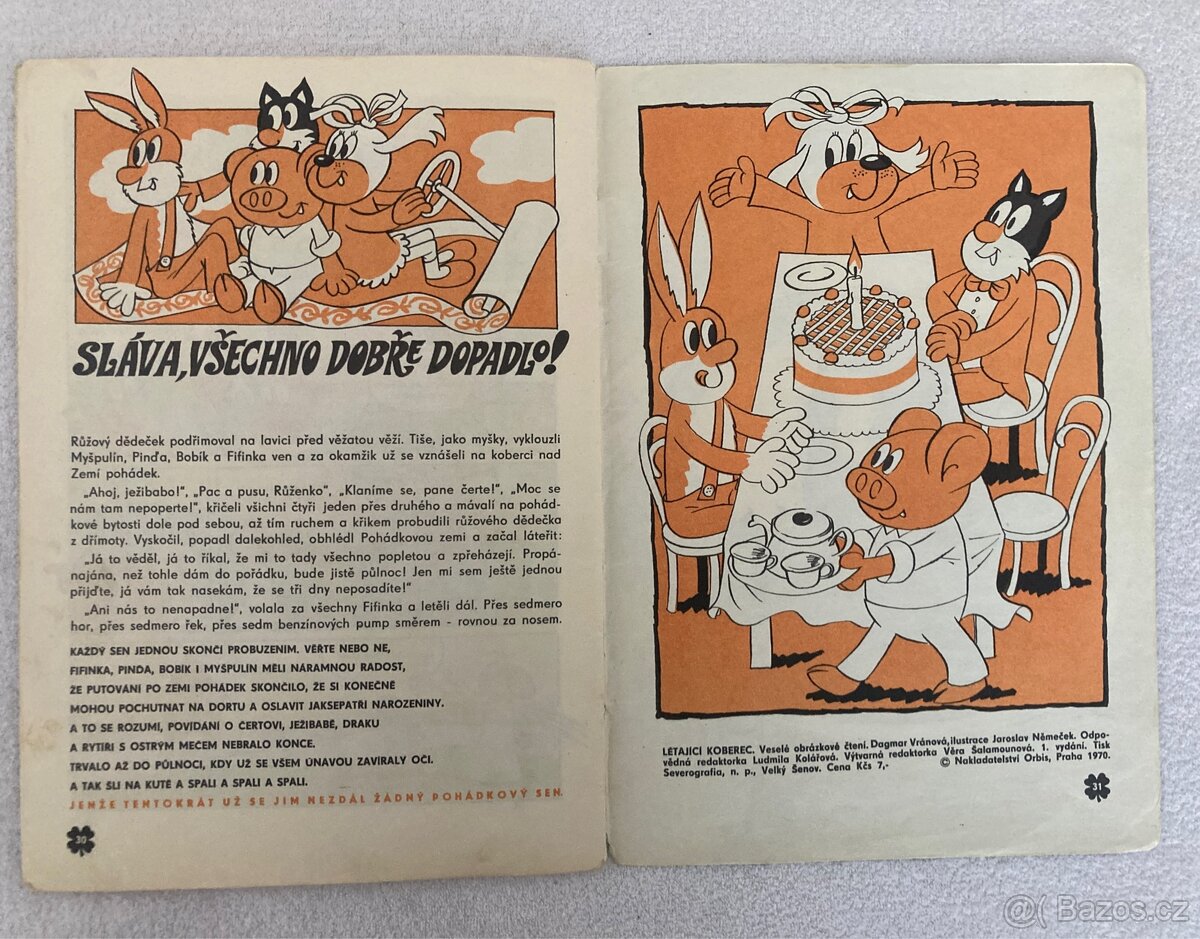 SLÁVA, VŠECHNO DOBŘE DOPADLO!
Růžový dědeček podřimoval na lavici před věžatou věží. Tiše, jako myšky, vyklouzli
Myšpulín, Pinďa, Bobík a Fifinka ven a za okamžik už se vznášeli na koberci nad
Zemí pohádek.
„Ahoj, ježibabo!", „Pac a pusu, Růženko", „Klaníme se, pane čerte!", „Moc se
nám tam nepoperte!", křičeli všichni čtyři jeden přes druhého a mávali na pohád-
kové bytosti dole pod sebou, až tím ruchem a křikem probudili růžového dědečka
z dřímoty. Vyskočil, popadl dalekohled, obhlédl Pohádkovou zemi a začal láteřit:
„Já to věděl, já to říkal, že mi to tady všechno popletou a zpřeházejí. Propá-
najána, než tohle dám do pořádku, bude jistě půlnoc! Jen mi sem ještě jednou
přijďte, já vám tak nasekám, že se tři dny neposadíte!"
„Ani nás to nenapadne!", volala za všechny Fifinka a letěli dál. Přes sedmero
hor, přes sedmero řek, přes sedm benzínových pump směrem - rovnou za nosem.
KAŽDÝ SEN JEDNOU SKONČÍ PROBUZENIM. VĚŘTE NEBO NE,
FIFINKA, PINĎA, BOBÍK I MYŠPULÍN MĚLI NÁRAMNOU RADOST,
ŽE PUTOVÁNÍ PO ZEMI POHÁDEK SKONČILO, ŽE SI KONEČNĚ
MOHOU POCHUTNAT NA DORTU A OSLAVIT JAKSEPATŘÍ NAROZENINY.
A TO SE ROZUMÍ, POVÍDÁNÍ O ČERTOVI, JEŽIBABĚ, DRAKU
A RYTÍŘI S OSTRÝM MEČEM NEBRALO KONCE.
TRVALO AŽ DO PŮLNOCI, KDY UŽ SE VŠEM ÚNAVOU ZAVÍRALY OČI.
A TAK ŠLI NA KUTĚ A SPALI A SPALI A SPALI.
JENŽE TENTOKRÁT UŽ SE JIM NEZDÁL ŽÁDNÝ POHÁDKOVÝ SEN.
30
LÉTAJÍCÍ KOBEREC. Veselé obrázkové čtení. Dagmar Vránová, ilustrace Jaroslav Němeček. Odpo-
vědná redaktorka Ludmila Kolářová. Výtvarná redaktorka Věra Šalamounová. 1. vydání. Tisk
Severografia, n. p., Velký Šenov. Cena Kčs 7,- © Nakladatelství Orbis, Praha 1970.
31
@( Bazos.cz